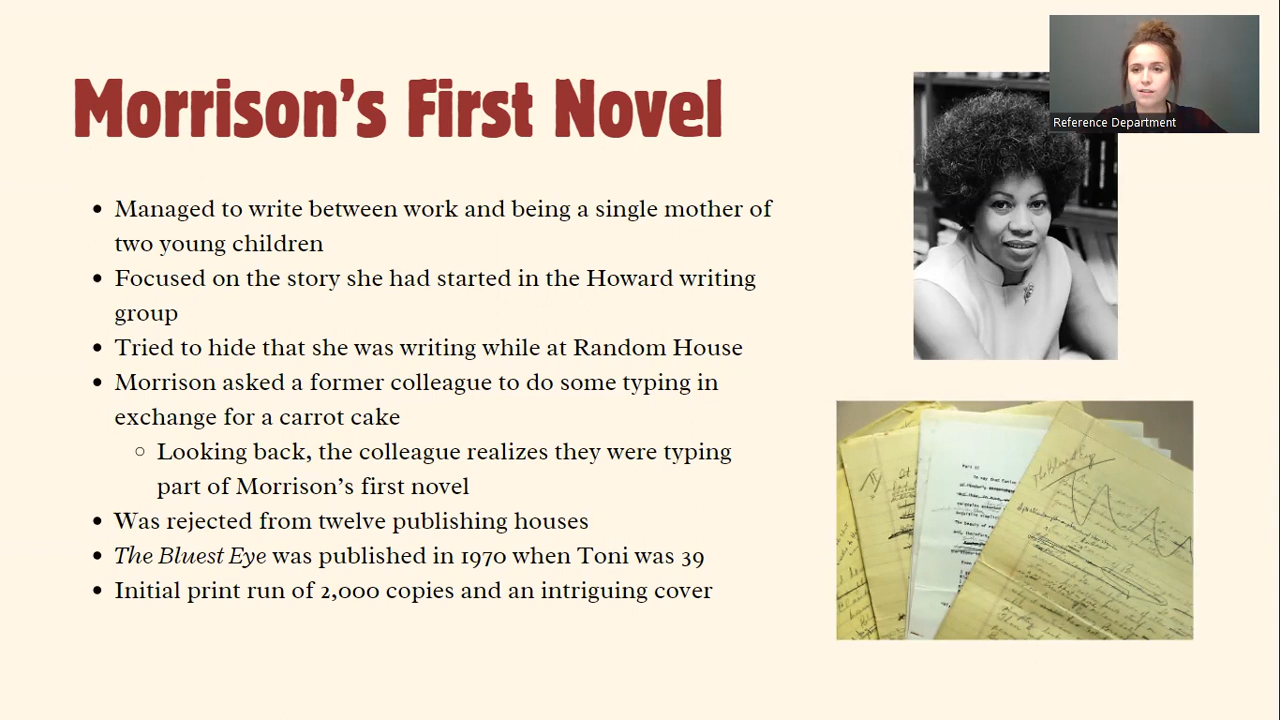 Morrison's First Novel
Reference Department
• Managed to write between work and being a single mother of
two young children
• Focused on the story she had started in the Howard writing
group
• Tried to hide that she was writing while at Random House
• Morrison asked a former colleague to do some typing in
exchange for a carrot cake
◦ Looking back, the colleague realizes they were typing
part of Morrison's first novel
• Was rejected from twelve publishing houses
• The Bluest Eye was published in 1970 when Toni was 39
• Initial print run of 2,000 copies and an intriguing cover
Part II
The Bluest Eye